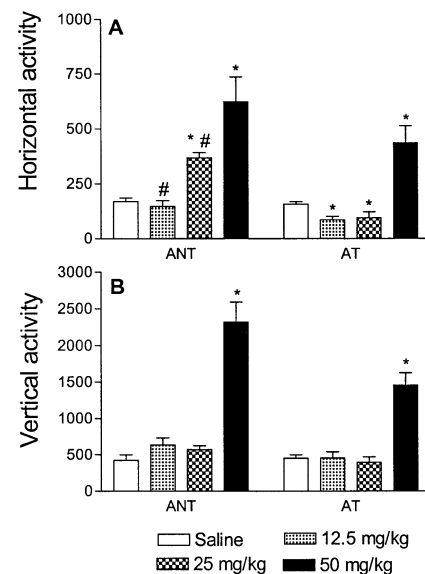 A
Horizontal activity
1000
750
500
250
0
#
* #
*
*
*
*
ANT
AT
B
Vertical activity
3000
2500
2000
1500
1000
500
0
*
*
ANT
AT
Saline
12.5 mg/kg
25 mg/kg
50 mg/kg